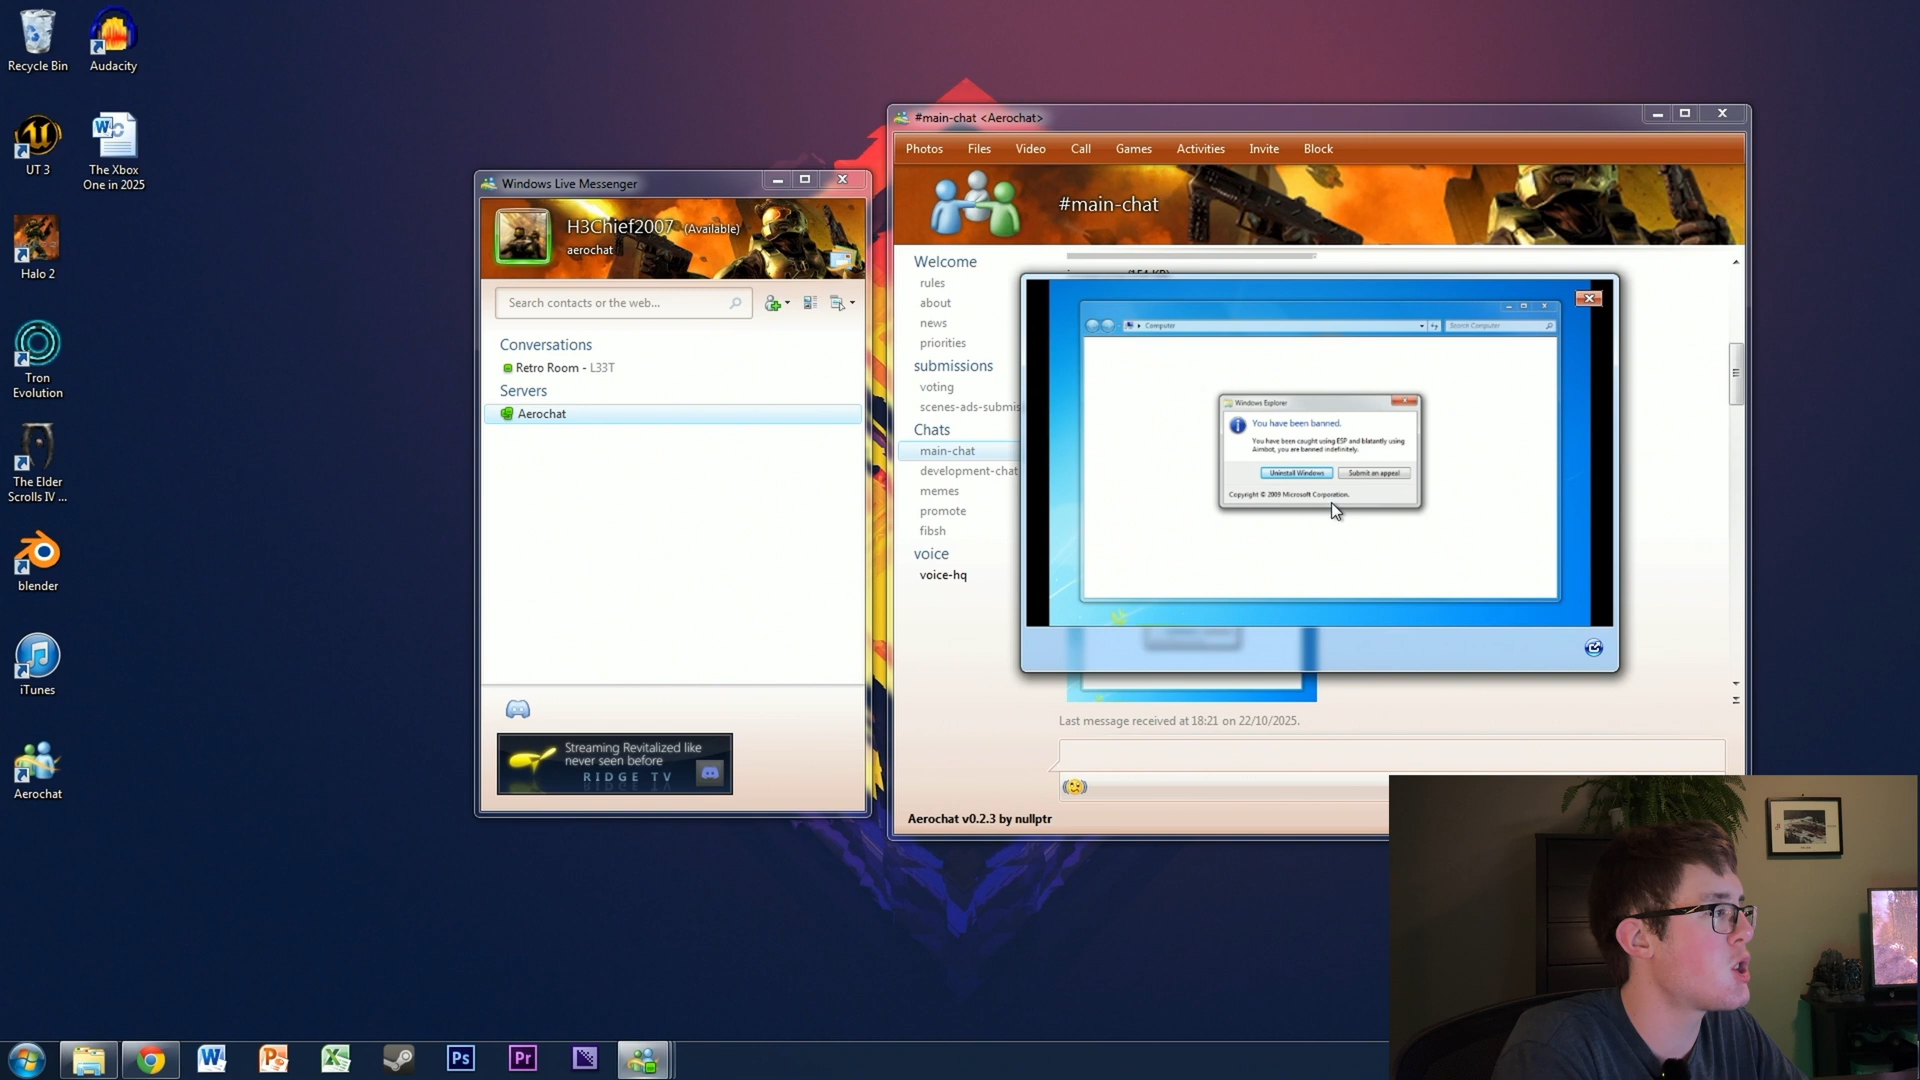 Recycle Bin
Audacity
UT 3
The Xbox
One in 2025
Halo 2
Tron
Evolution
The Elder
Scrolls IV ...
blender
iTunes
Aerochat
Windows Live Messenger
H3Chief2007 (Available)
aerochat
Search contacts or the web...
Conversations
Retro Room - L33T
Servers
Aerochat
Streaming Revitalized like
never seen before
RIDGE TV
#main-chat <Aerochat>
Photos Files Video Call Games Activities Invite Block
#main-chat
Welcome
rules
about
news
priorities
submissions
voting
scenes-ads-submis
Chats
main-chat
development-chat
memes
promote
fibsh
voice
voice-hq
Computer
Search Computer
Windows Explorer
You have been banned.
You have been caught using ESP and blatantly using
Aimbot, you are banned indefinitely.
Uninstall Windows Submit an appeal
Copyright © 2009 Microsoft Corporation.
Last message received at 18:21 on 22/10/2025.
Aerochat v0.2.3 by nullptr
W P X Ps Pr